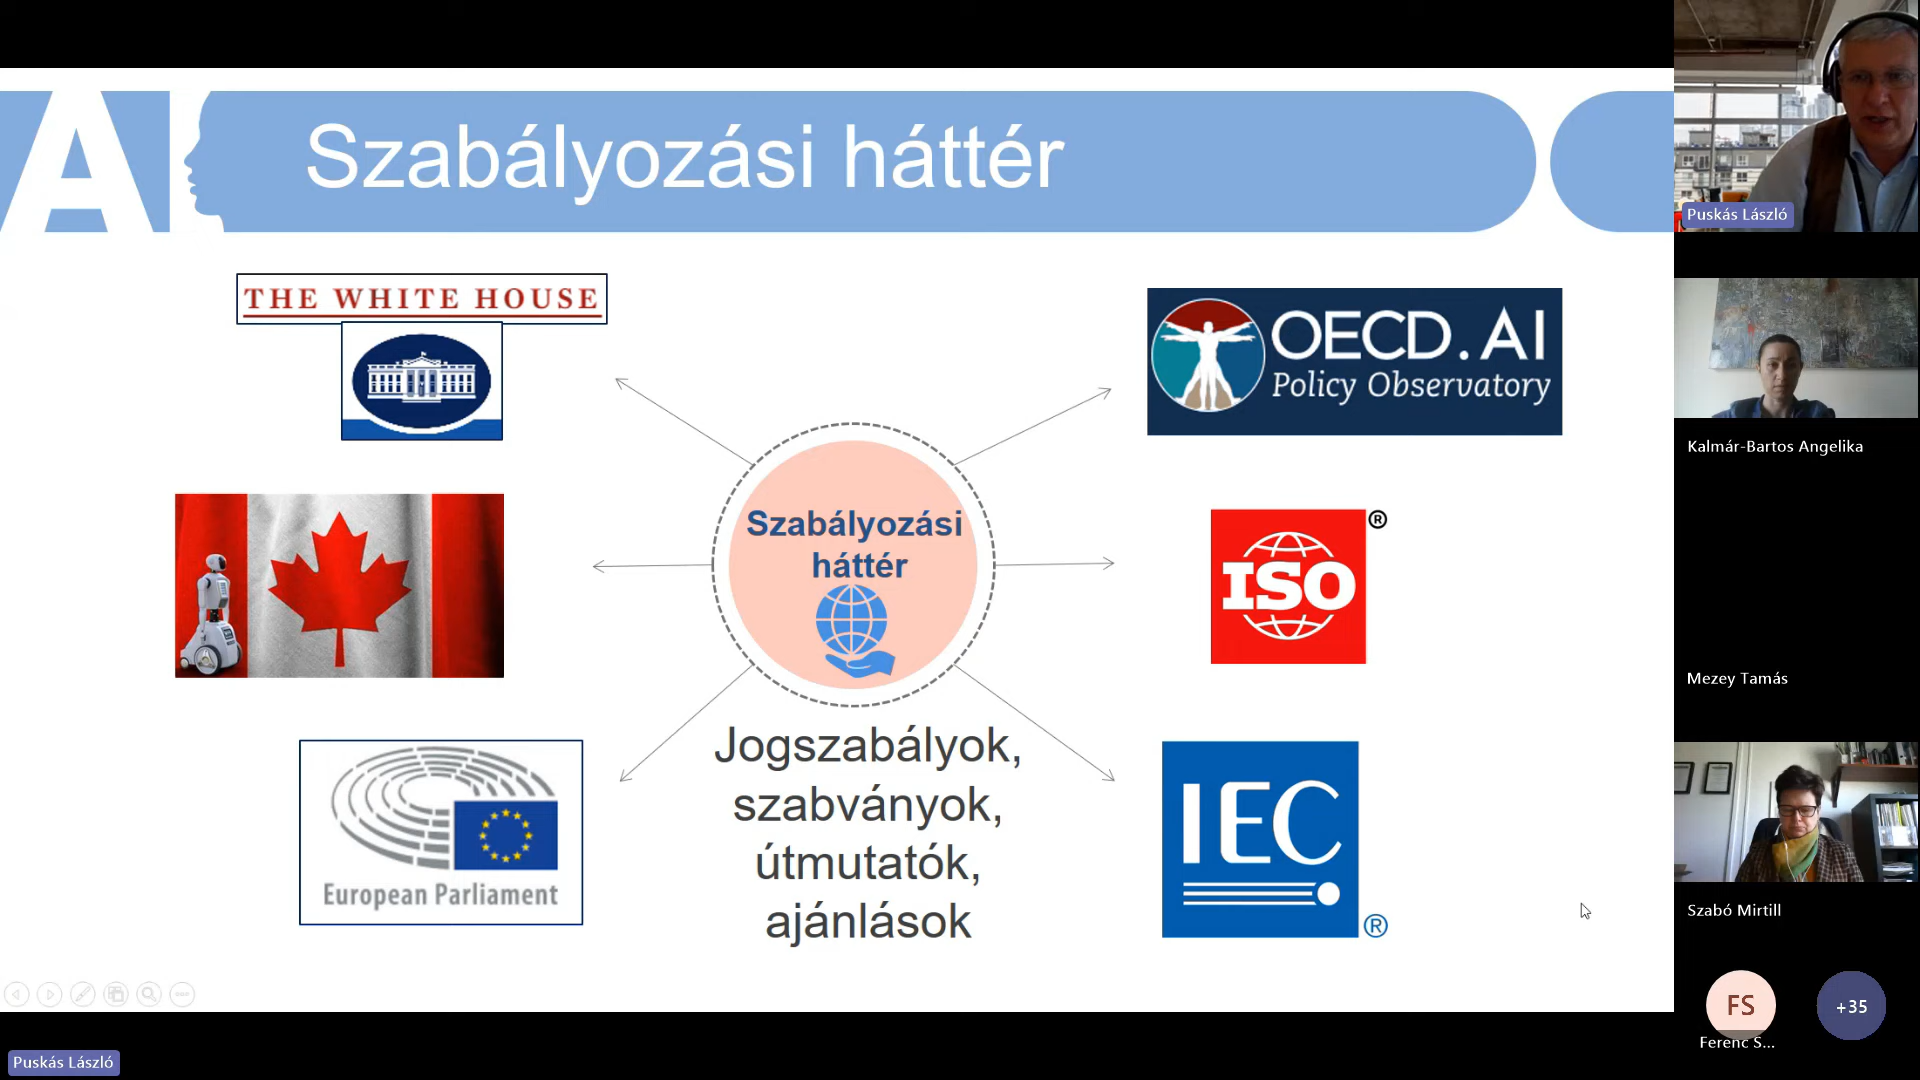 A
Szabályozási háttér
THE WHITE HOUSE
OECD.AI
Policy Observatory
Szabályozási
háttér
ISO
®
European Parliament
Jogszabályok,
szabványok,
útmutatók,
ajánlások
IEC
®
Puskás László
Kalmár-Bartos Angelika
Mezey Tamás
Szabó Mirtill
FS
+35
Ferenc S...
Puskás László